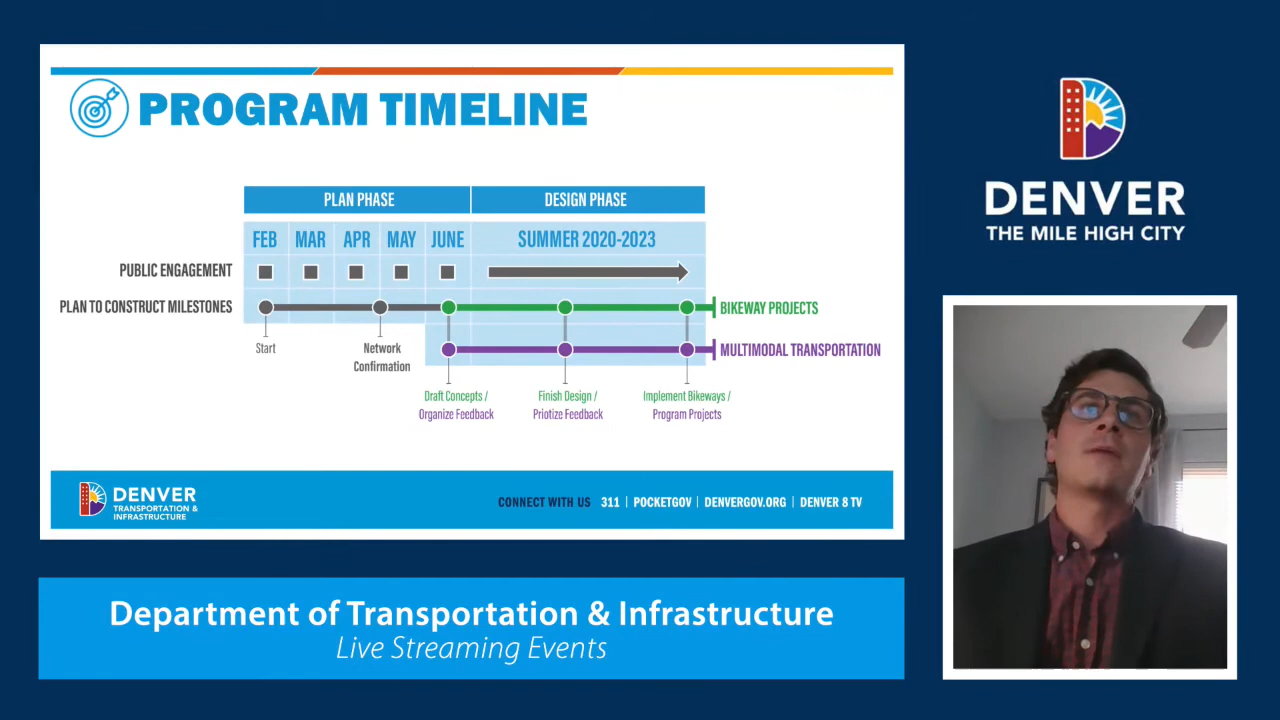 PROGRAM TIMELINE
PLAN PHASE
DESIGN PHASE
FEB
MAR
APR
MAY
JUNE
SUMMER 2020-2023
PUBLIC ENGAGEMENT
PLAN TO CONSTRUCT MILESTONES
BIKEWAY PROJECTS
Start
Network
Confirmation
MULTIMODAL TRANSPORTATION
Draft Concepts /
Organize Feedback
Finish Design /
Priotize Feedback
Implement Bikeways /
Program Projects
DENVER
TRANSPORTATION &
INFRASTRUCTURE
CONNECT WITH US 311 | POCKETGOV | DENVERGOV.ORG | DENVER 8 TV
DENVER
THE MILE HIGH CITY
Department of Transportation & Infrastructure
Live Streaming Events